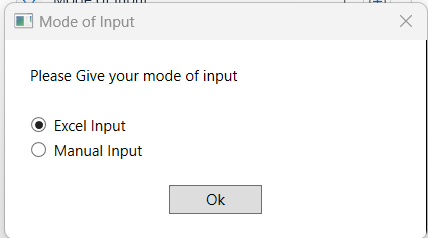 Mode of Input
Please Give your mode of input
Excel Input
Manual Input
Ok